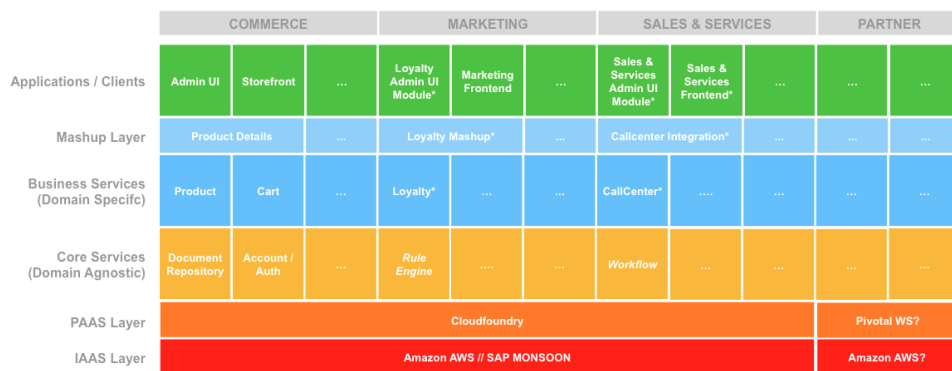 COMMERCE MARKETING SALES & SERVICES PARTNER
Applications / Clients
Admin UI
Storefront
...
Loyalty
Admin UI
Module*
Marketing
Frontend
...
Sales &
Services
Admin UI
Module*
Sales &
Services
Frontend*
...
...
...
Mashup Layer
Product Details
...
Loyalty Mashup*
...
Callcenter Integration*
...
...
...
Business Services
(Domain Specifc)
Product
Cart
...
Loyalty*
...
...
CallCenter*
....
...
...
...
Core Services
(Domain Agnostic)
Document
Repository
Account /
Auth
...
Rule
Engine
....
...
Workflow
...
...
...
...
PAAS Layer
Cloudfoundry
Pivotal WS?
IAAS Layer
Amazon AWS // SAP MONSOON
Amazon AWS?